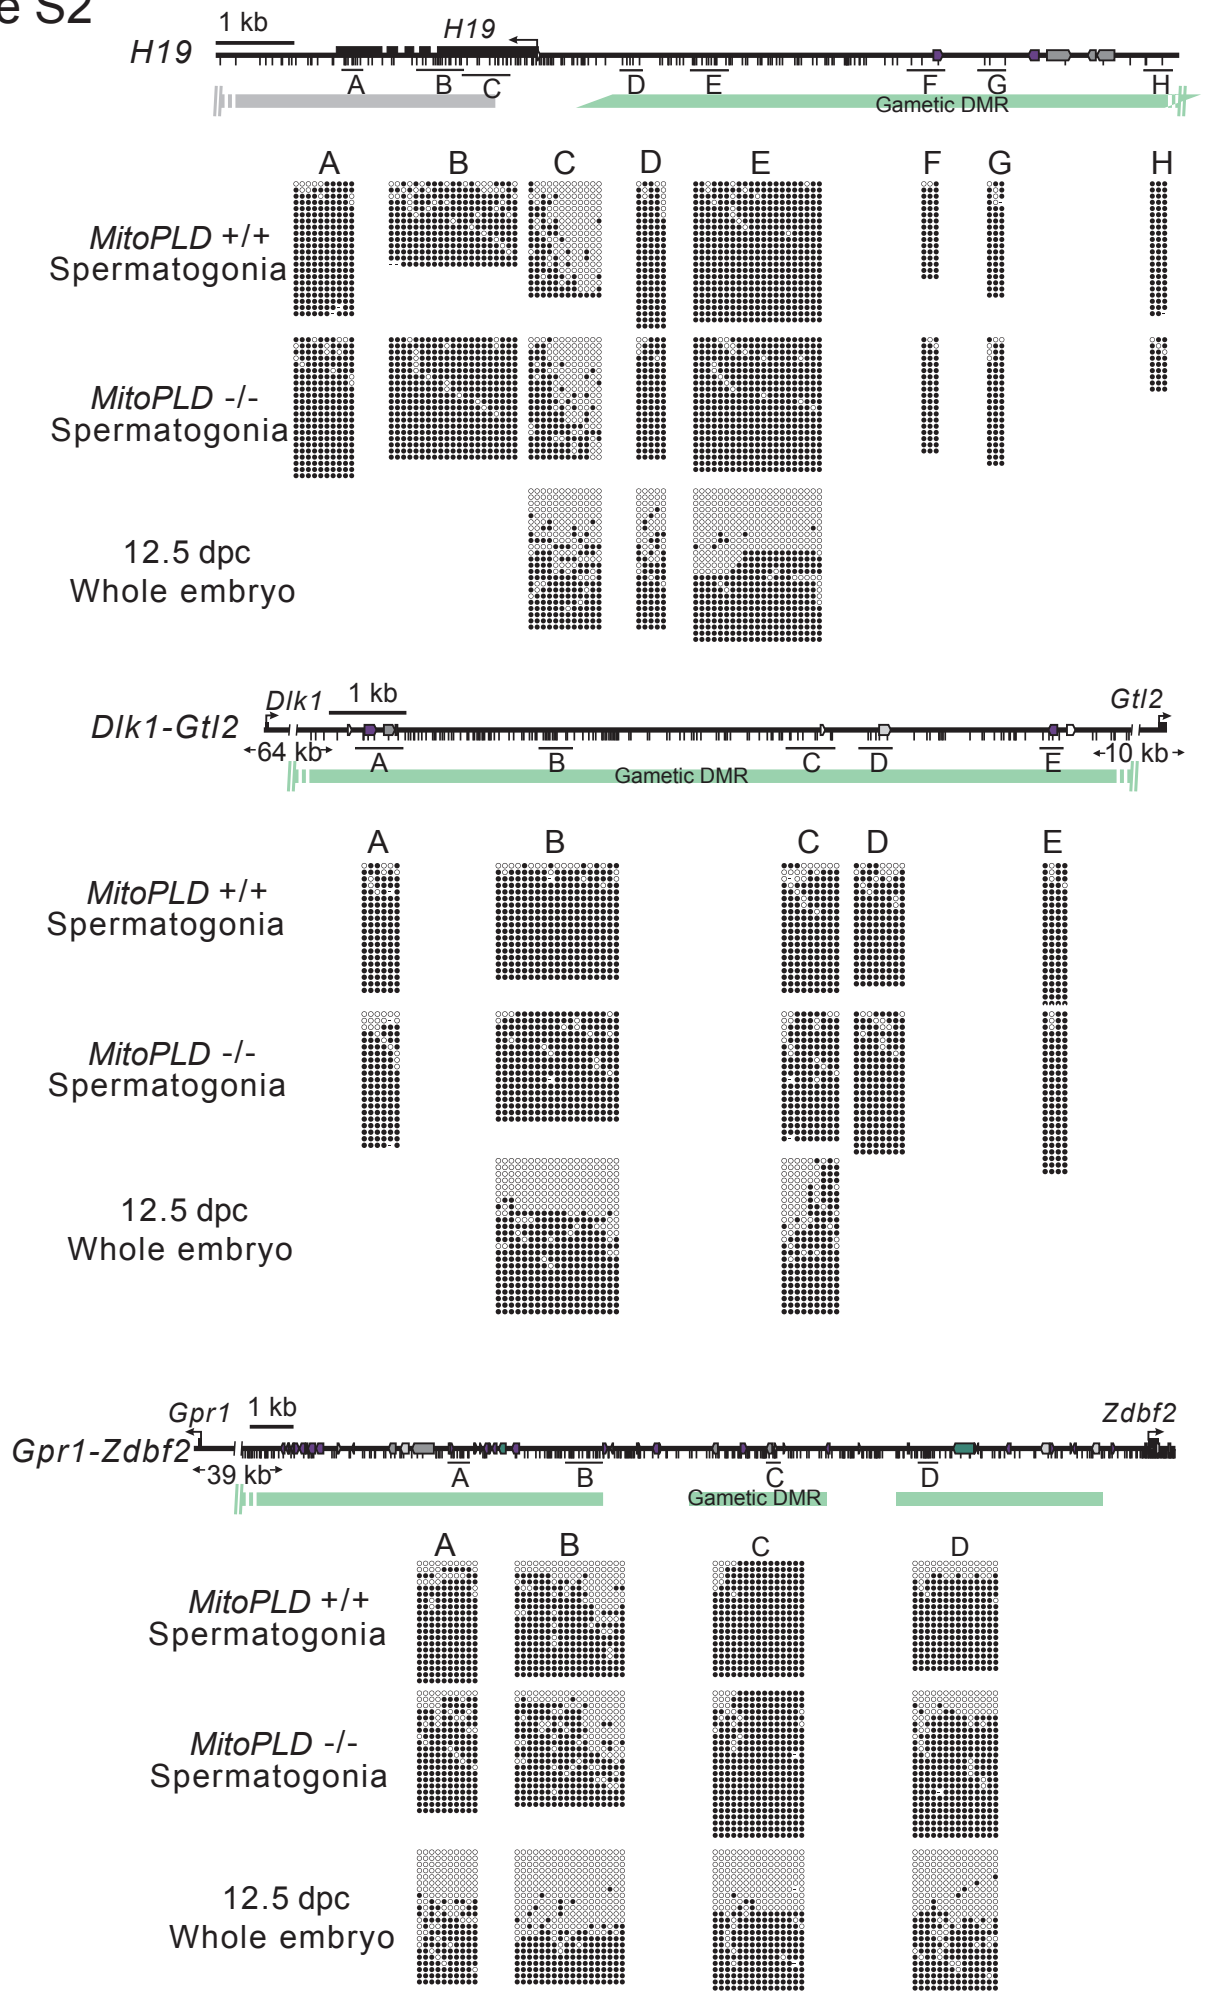 e S2
1 kb
H19
H19
A B C D E F G H
Gametic DMR
A B C D E F G H
MitoPLD +/+
Spermatogonia
MitoPLD -/-
Spermatogonia
12.5 dpc
Whole embryo
Dlk1 1 kb Gtl2
Dlk1-Gtl2
64 kb A B C D E 10 kb
Gametic DMR
A B C D E
MitoPLD +/+
Spermatogonia
MitoPLD -/-
Spermatogonia
12.5 dpc
Whole embryo
Gpr1 1 kb Zdbf2
Gpr1-Zdbf2
39 kb A B C D
Gametic DMR
A B C D
MitoPLD +/+
Spermatogonia
MitoPLD -/-
Spermatogonia
12.5 dpc
Whole embryo